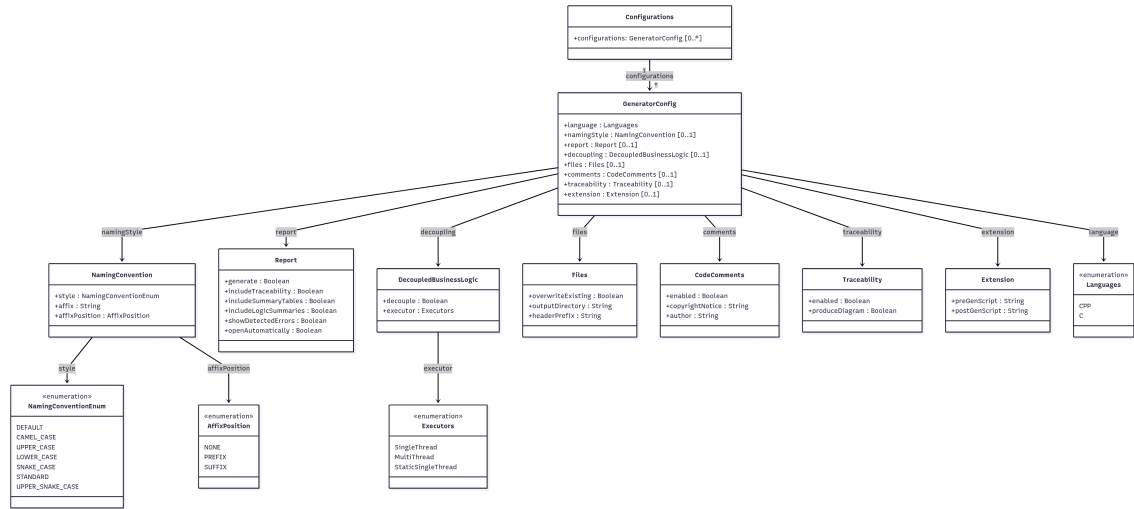 Configurations
+configurations: GeneratorConfig [0..*]
configurations
*
GeneratorConfig
+language : Languages
+namingStyle : NamingConvention [0..1]
+report : Report [0..1]
+decoupling : DecoupledBusinessLogic [0..1]
+files : Files [0..1]
+comments : CodeComments [0..1]
+traceability : Traceability [0..1]
+extension : Extension [0..1]
namingStyle
report
decoupling
files
comments
traceability
extension
language
NamingConvention
+style : NamingConventionEnum
+affix : String
+affixPosition : AffixPosition
Report
+generate : Boolean
+includeTraceability : Boolean
+includeSummaryTables : Boolean
+includeLogicSummaries : Boolean
+showDetectedErrors : Boolean
+openAutomatically : Boolean
DecoupledBusinessLogic
+decouple : Boolean
+executor : Executors
Files
+overwriteExisting : Boolean
+outputDirectory : String
+headerPrefix : String
CodeComments
+enabled : Boolean
+copyrightNotice : String
+author : String
Traceability
+enabled : Boolean
+produceDiagram : Boolean
Extension
+preGenScript : String
+postGenScript : String
«enumeration»
Languages
CPP
C
style
affixPosition
executor
«enumeration»
NamingConventionEnum
DEFAULT
CAMEL_CASE
UPPER_CASE
LOWER_CASE
SNAKE_CASE
STANDARD
UPPER_SNAKE_CASE
«enumeration»
AffixPosition
NONE
PREFIX
SUFFIX
«enumeration»
Executors
SingleThread
MultiThread
StaticSingleThread